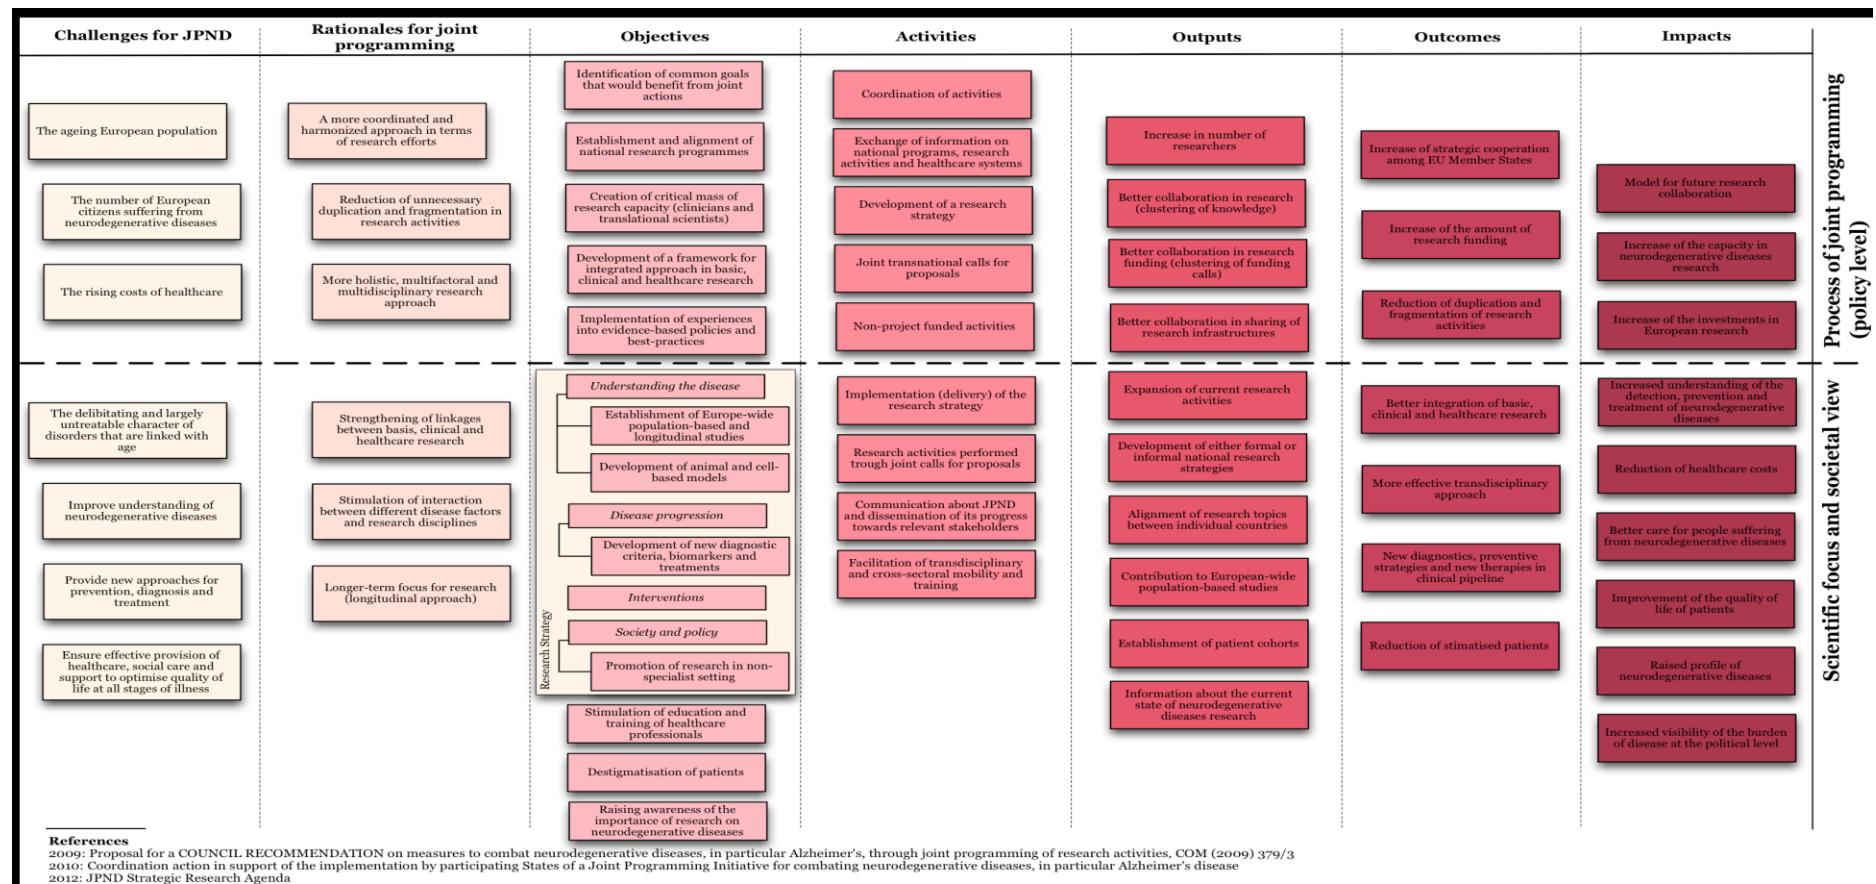 Challenges for JPND
Rationales for joint
programming
Objectives
Activities
Outputs
Outcomes
Impacts
The ageing European population
The number of European
citizens suffering from
neurodegenerative diseases
The rising costs of healthcare
A more coordinated and
harmonized approach in terms
of research efforts
Reduction of unnecessary
duplication and fragmentation in
research activities
More holistic, multifactoral and
multidisciplinary research
approach
Identification of common goals
that would benefit from joint
actions
Establishment and alignment of
national research programmes
Creation of critical mass of
research capacity (clinicians and
translational scientists)
Development of a framework for
integrated approach in basic,
clinical and healthcare research
Implementation of experiences
into evidence-based policies and
best-practices
Coordination of activities
Exchange of information on
national programs, research
activities and healthcare systems
Development of a research
strategy
Joint transnational calls for
proposals
Non-project funded activities
Increase in number of
researchers
Better collaboration in research
(clustering of knowledge)
Better collaboration in research
funding (clustering of funding
calls)
Better collaboration in sharing of
research infrastructures
Increase of strategic cooperation
among EU Member States
Increase of the amount of
research funding
Reduction of duplication and
fragmentation of research
activities
Model for future research
collaboration
Increase of the capacity in
neurodegenerative diseases
research
Increase of the investments in
European research
Process of joint programming
(policy level)
The delibitating and largely
untreatable character of
disorders that are linked with
age
Improve understanding of
neurodegenerative diseases
Provide new approaches for
prevention, diagnosis and
treatment
Ensure effective provision of
healthcare, social care and
support to optimise quality of
life at all stages of illness
Strengthening of linkages
between basis, clinical and
healthcare research
Stimulation of interaction
between different disease factors
and research disciplines
Longer-term focus for research
(longitudinal approach)
Research Strategy
Understanding the disease
Establishment of Europe-wide
population-based and
longitudinal studies
Development of animal and cell-
based models
Disease progression
Development of new diagnostic
criteria, biomarkers and
treatments
Interventions
Society and policy
Promotion of research in non-
specialist setting
Stimulation of education and
training of healthcare
professionals
Destigmatisation of patients
Raising awareness of the
importance of research on
neurodegenerative diseases
Implementation (delivery) of the
research strategy
Research activities performed
trough joint calls for proposals
Communication about JPND
and dissemination of its progress
towards relevant stakeholders
Facilitation of transdisciplinary
and cross-sectoral mobility and
training
Expansion of current research
activities
Development of either formal or
informal national research
strategies
Alignment of research topics
between individual countries
Contribution to European-wide
population-based studies
Establishment of patient cohorts
Information about the current
state of neurodegenerative
diseases research
Better integration of basic,
clinical and healthcare research
More effective transdisciplinary
approach
New diagnostics, preventive
strategies and new therapies in
clinical pipeline
Reduction of stimatised patients
Increased understanding of the
detection, prevention and
treatment of neurodegenerative
diseases
Reduction of healthcare costs
Better care for people suffering
from neurodegenerative diseases
Improvement of the quality of
life of patients
Raised profile of
neurodegenerative diseases
Increased visibility of the burden
of disease at the political level
Scientific focus and societal view
References
2009: Proposal for a COUNCIL RECOMMENDATION on measures to combat neurodegenerative diseases, in particular Alzheimer's, through joint programming of research activities, COM (2009) 379/3
2010: Coordination action in support of the implementation by participating States of a Joint Programming Initiative for combating neurodegenerative diseases, in particular Alzheimer's disease
2012: JPND Strategic Research Agenda